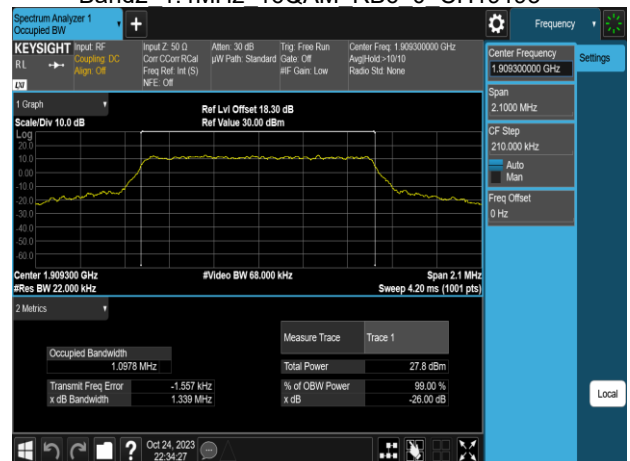 Spectrum Analyzer 1
Occupied BW
Frequency
KEYSIGHT
RL
LXI
Input: RF
Coupling: DC
Align: Off
Input Z: 50 Ω
Corr CCorr RCal
Freq Ref: Int (S)
NFE: Off
Atten: 30 dB
µW Path: Standard
Trig: Free Run
Gate: Off
#IF Gain: Low
Center Freq: 1.909300000 GHz
Avg|Hold:>10/10
Radio Std: None
Center Frequency
1.909300000 GHz
Settings
Span
2.1000 MHz
CF Step
210.000 kHz
Auto
Man
Freq Offset
0 Hz
Local
1 Graph
Scale/Div 10.0 dB
Ref Lvl Offset 18.30 dB
Ref Value 30.00 dBm
Log
20.0
10.0
0.00
-10.0
-20.0
-30.0
-40.0
-50.0
-60.0
Center 1.909300 GHz
#Video BW 68.000 kHz
Span 2.1 MHz
#Res BW 22.000 kHz
Sweep 4.20 ms (1001 pts)
2 Metrics
Measure Trace
Trace 1
Occupied Bandwidth
1.0978 MHz
Total Power
27.8 dBm
Transmit Freq Error
-1.557 kHz
% of OBW Power
99.00 %
x dB Bandwidth
1.339 MHz
x dB
-26.00 dB
Oct 24, 2023
22:34:27